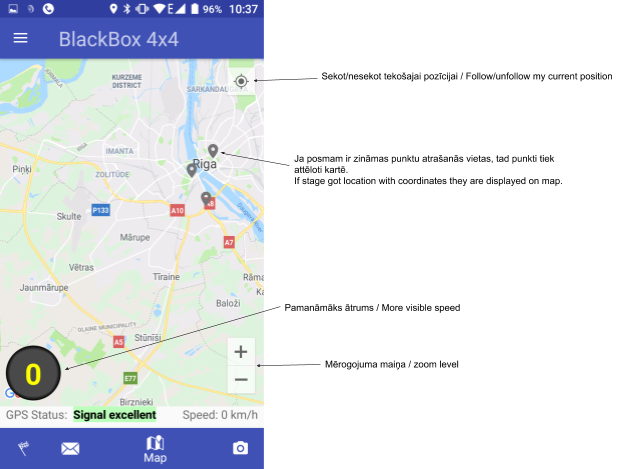 96% 10:37
BlackBox 4x4
KURZEME
DISTRICT
Sekot/nesekot tekošajai pozīcijai / Follow/unfollow my current position
IMANTA
Rīga
Ja posmam ir zināmas punktu atrašanās vietas, tad punkti tiek
attēloti kartē.
If stage got location with coordinates they are displayed on map.
Piņķi
ZOLITŪDE
P133
A10
A8
Skulte
Daugava River
Mārupe
A7
Vētras
Tīraine
Jaunmārupe
Baloži
Pamanāmāks ātrums / More visible speed
OLAINE MUNICIPALITY
A5
Stūnīši
+
Mērogojuma maiņa / zoom level
−
0
E77
Birznieki
GPS Status: Signal excellent Speed: 0 km/h
Map